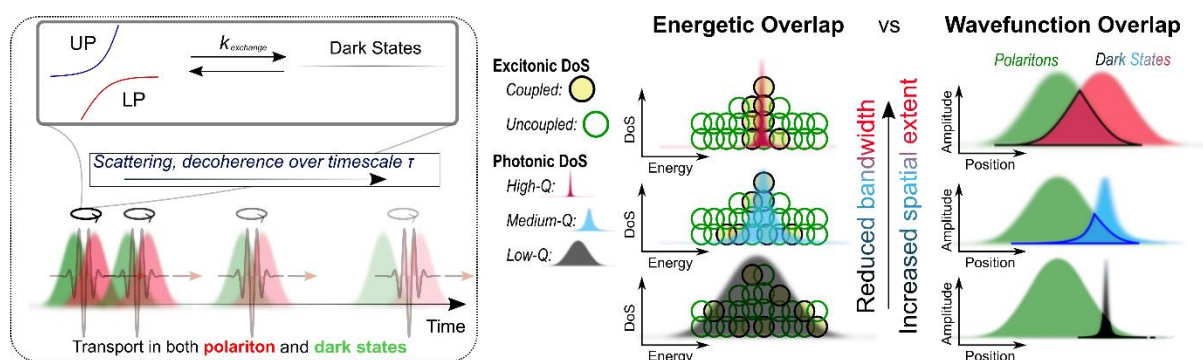 UP
LP
k exchange
Dark States
Scattering, decoherence over timescale τ
Time
Transport in both polariton and dark states
Energetic Overlap
vs
Wavefunction Overlap
Excitonic DoS
Coupled:
Uncoupled:
Photonic DoS
High-Q:
Medium-Q:
Low-Q:
DoS
Energy
DoS
Energy
DoS
Energy
Reduced bandwidth
Increased spatial extent
Polaritons
Dark States
Amplitude
Position
Amplitude
Position
Amplitude
Position